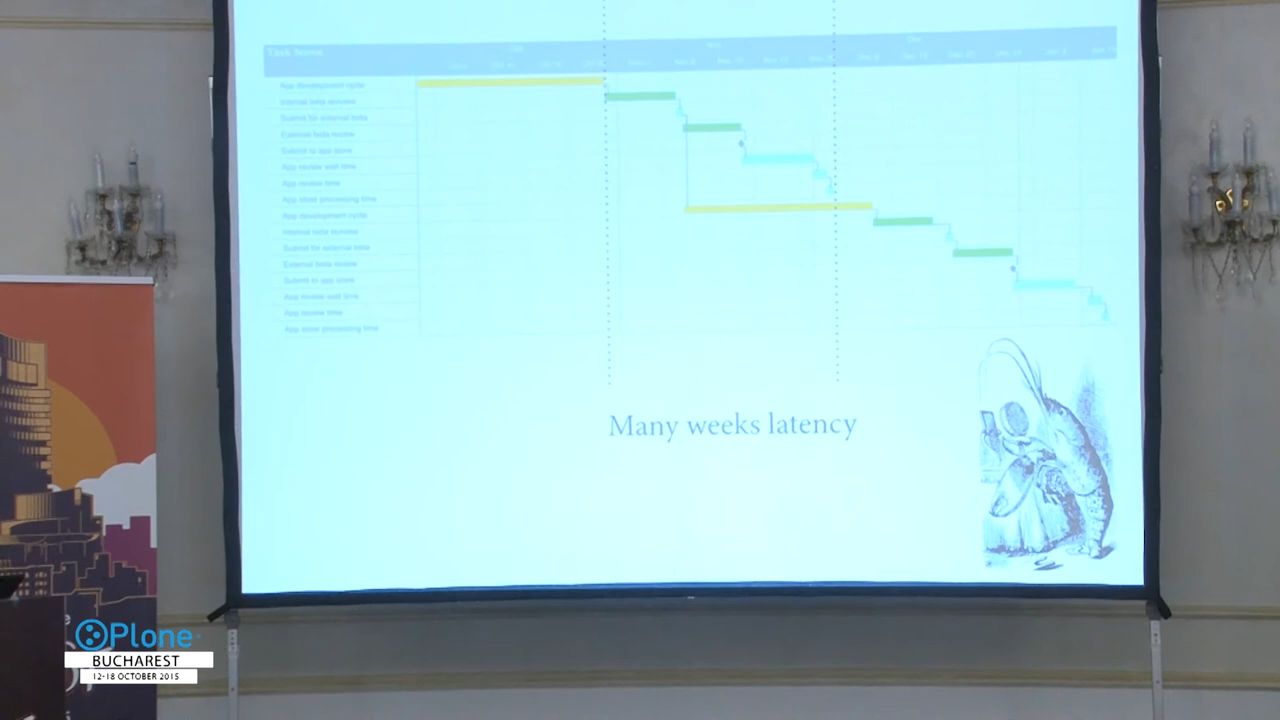 Task Name
App development cycle
Internal beta review
Submit for external beta
External beta review
Submit to app store
App review wait time
App review time
App store processing time
App development cycle
Internal beta review
Submit for external beta
External beta review
Submit to app store
App review wait time
App review time
App store processing time
Many weeks latency
Plone
BUCHAREST
12-18 OCTOBER 2015